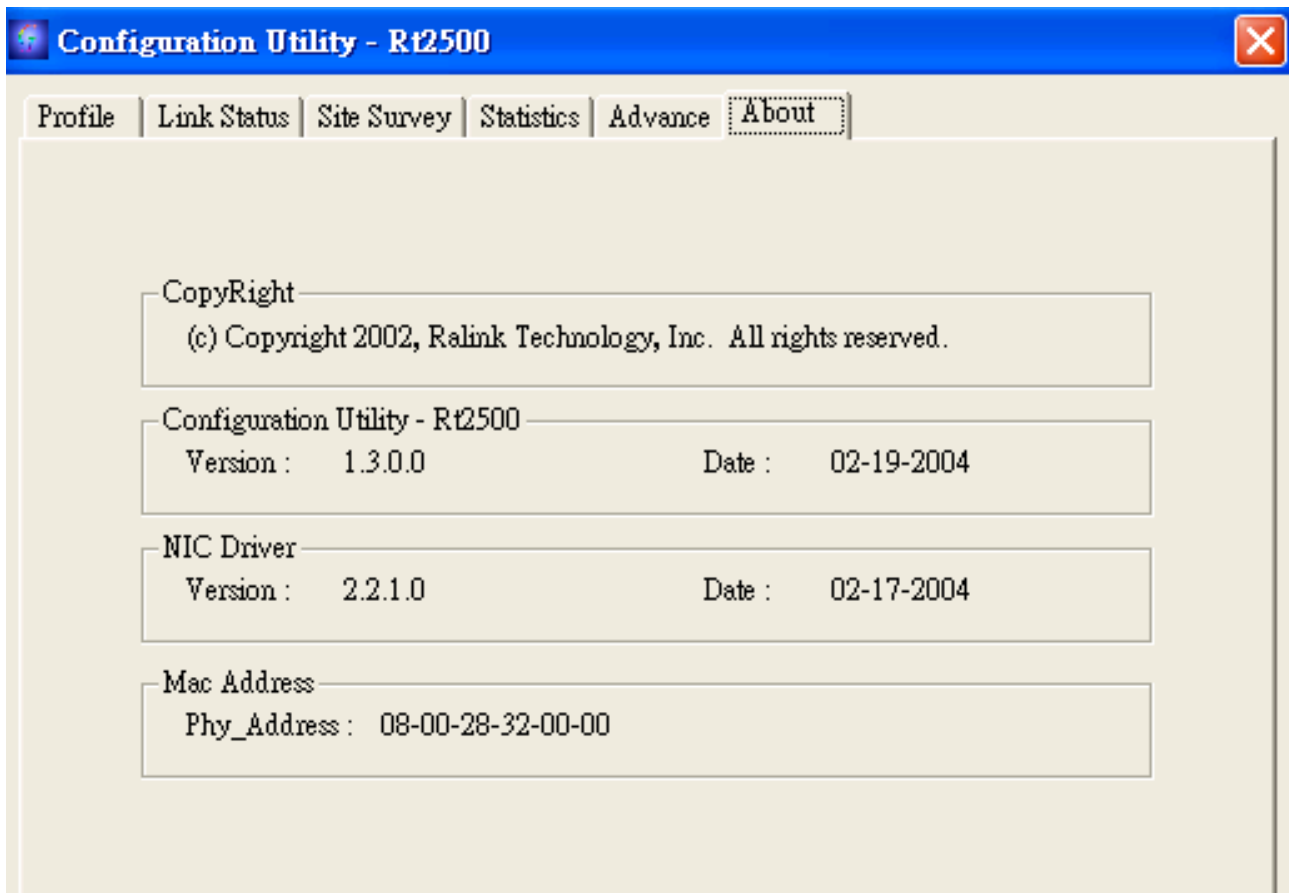 Configuration Utility - Rt2500
Profile Link Status Site Survey Statistics Advance About
CopyRight
(c) Copyright 2002, Ralink Technology, Inc. All rights reserved.
Configuration Utility - Rt2500
Version : 1.3.0.0 Date : 02-19-2004
NIC Driver
Version : 2.2.1.0 Date : 02-17-2004
Mac Address
Phy_Address : 08-00-28-32-00-00